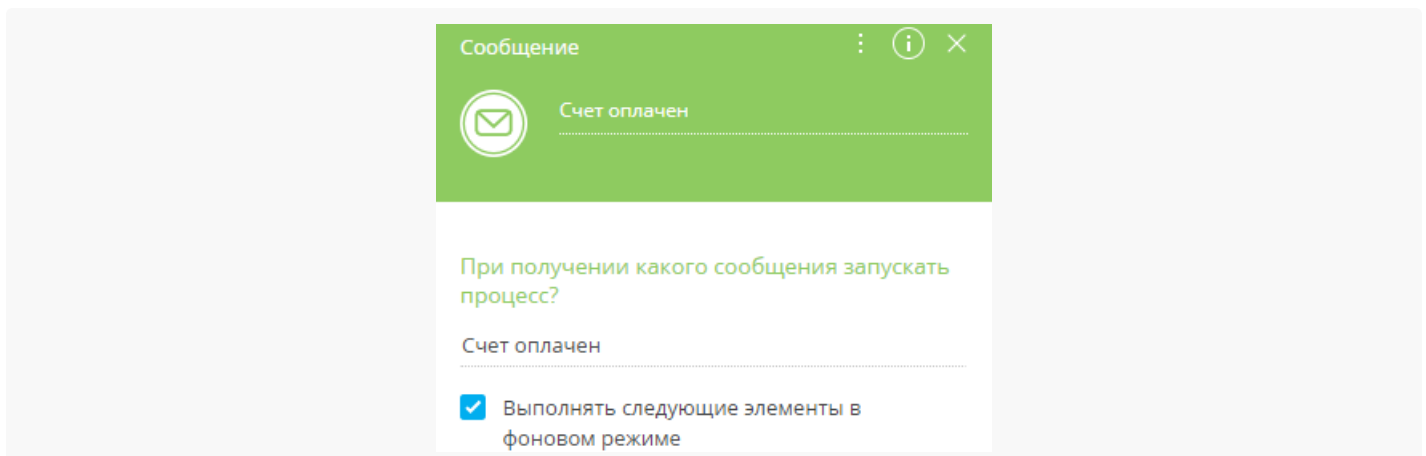 Сообщение
Счет оплачен
При получении какого сообщения запускать
процесс?
Счет оплачен
Выполнять следующие элементы в
фоновом режиме